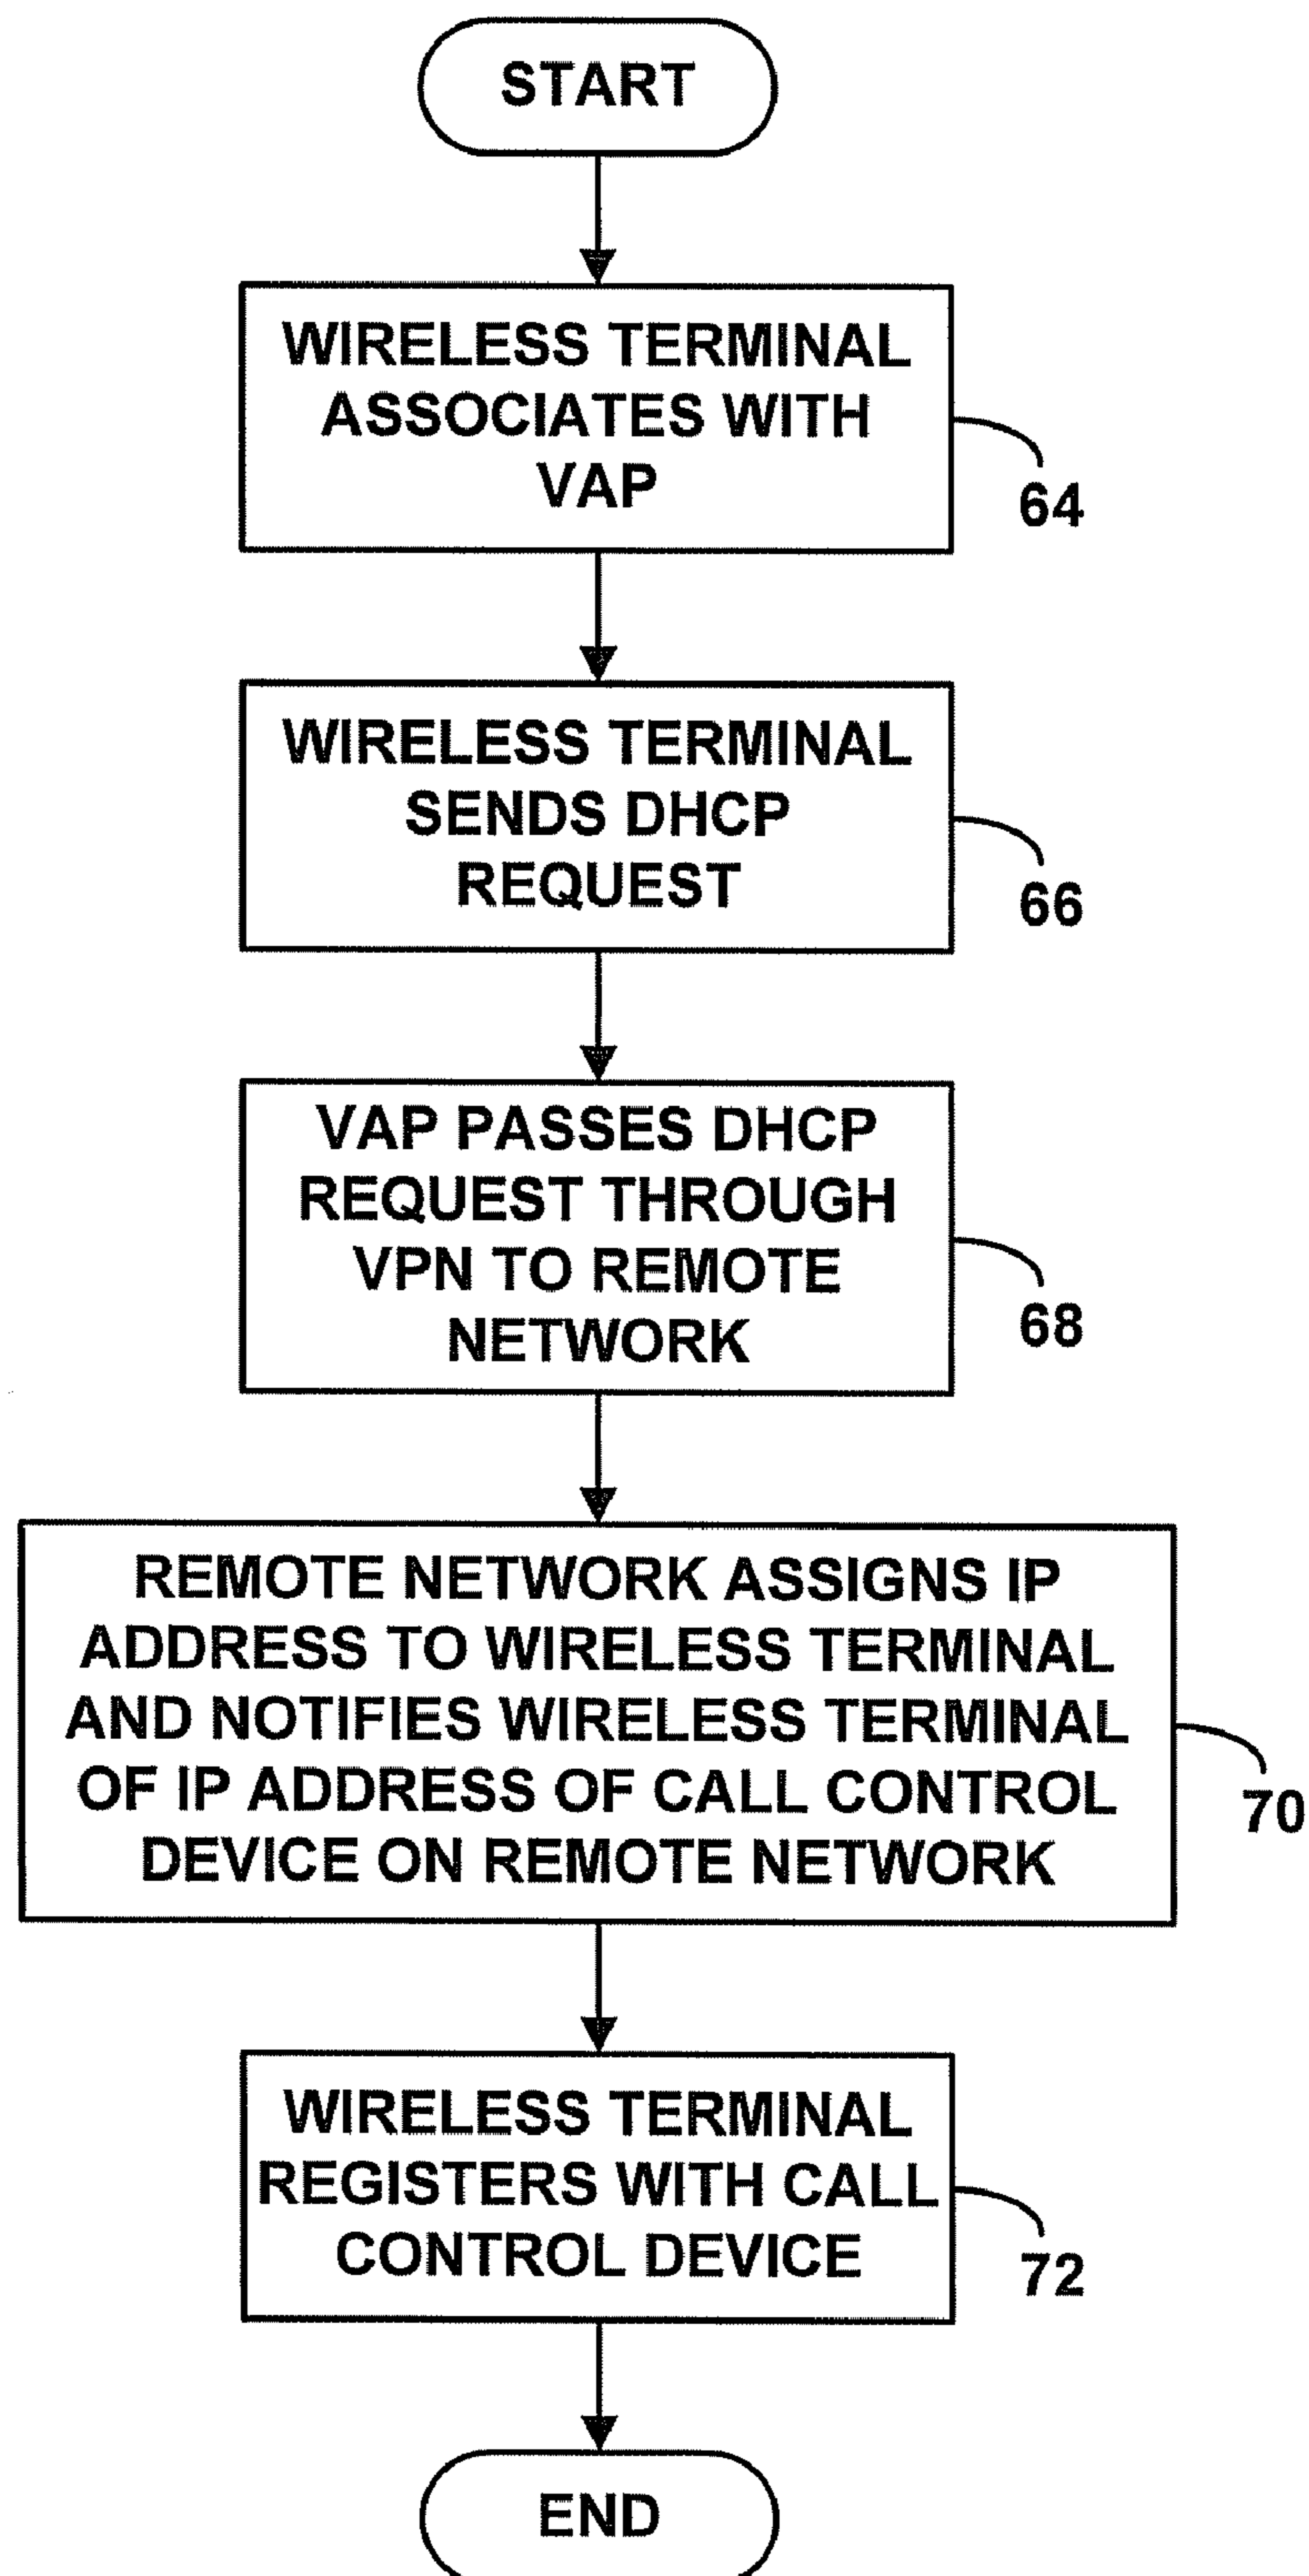 START
WIRELESS TERMINAL
ASSOCIATES WITH
VAP
64
WIRELESS TERMINAL
SENDS DHCP
REQUEST
66
VAP PASSES DHCP
REQUEST THROUGH
VPN TO REMOTE
NETWORK
68
REMOTE NETWORK ASSIGNS IP
ADDRESS TO WIRELESS TERMINAL
AND NOTIFIES WIRELESS TERMINAL
OF IP ADDRESS OF CALL CONTROL
DEVICE ON REMOTE NETWORK
70
WIRELESS TERMINAL
REGISTERS WITH CALL
CONTROL DEVICE
72
END